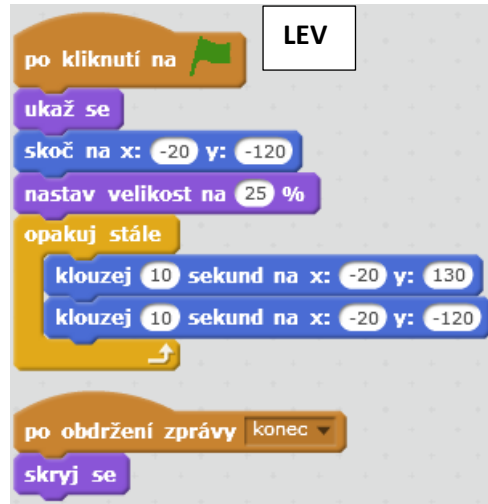 LEV
po kliknutí na
ukaž se
skoč na x: -20 y: -120
nastav velikost na 25 %
opakuj stále
klouzej 10 sekund na x: -20 y: 130
klouzej 10 sekund na x: -20 y: -120
po obdržení zprávy konec
skryj se